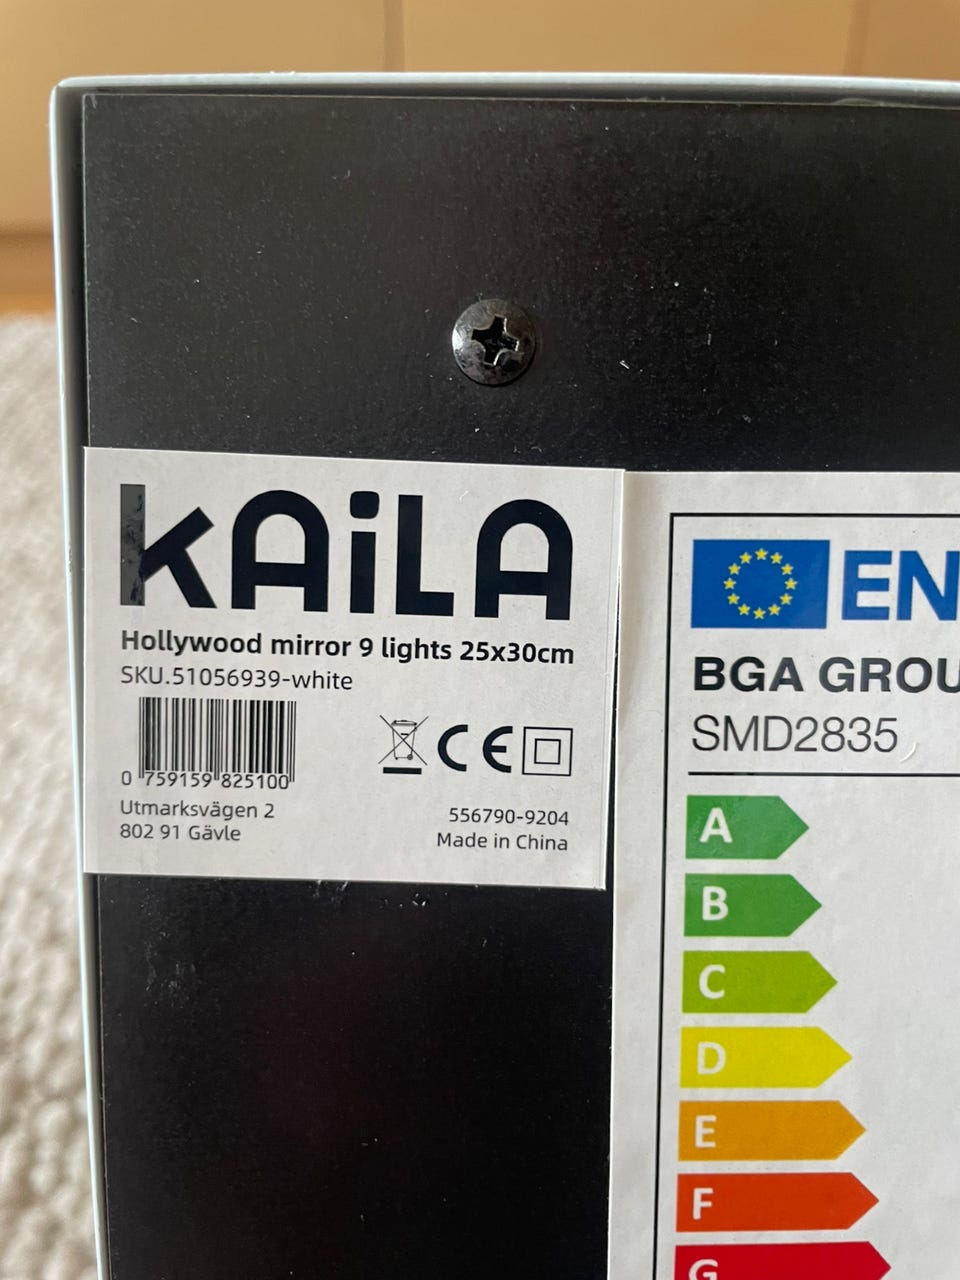 kAiLA
Hollywood mirror 9 lights 25x30cm
SKU.51056939-white
0 759159 825100
Utmarksvägen 2
802 91 Gävle
CE
556790-9204
Made in China
EN
BGA GROU
SMD2835
A
B
C
D
E
F
G